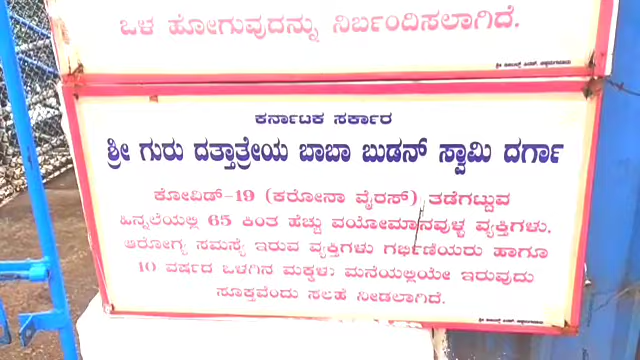 ಒಳ ಹೋಗುವುದನ್ನು ನಿರ್ಬಂಧಿಸಲಾಗಿದೆ.
ಕರ್ನಾಟಕ ಸರ್ಕಾರ
ಶ್ರೀ ಗುರು ದತ್ತಾತ್ರೇಯ ಬಾಬಾ ಬುಡನ್ ಸ್ವಾಮಿ ದರ್ಗಾ
ಕೋವಿಡ್-19 (ಕರೋನಾ ವೈರಸ್) ತಡೆಗಟ್ಟುವ
ಹಿನ್ನಲೆಯಲ್ಲಿ 65 ಕಿಂತ ಹೆಚ್ಚು ವಯೋಮಾನವುಳ್ಳ ವ್ಯಕ್ತಿಗಳು,
ಆರೋಗ್ಯ ಸಮಸ್ಯೆ ಇರುವ ವ್ಯಕ್ತಿಗಳು ಗರ್ಭಿಣಿಯರು ಹಾಗೂ
10 ವರ್ಷದ ಒಳಗಿನ ಮಕ್ಕಳು ಮನೆಯಲ್ಲಿಯೇ ಇರುವುದು
ಸೂಕ್ತವೆಂದು ಸಲಹೆ ನೀಡಲಾಗಿದೆ.